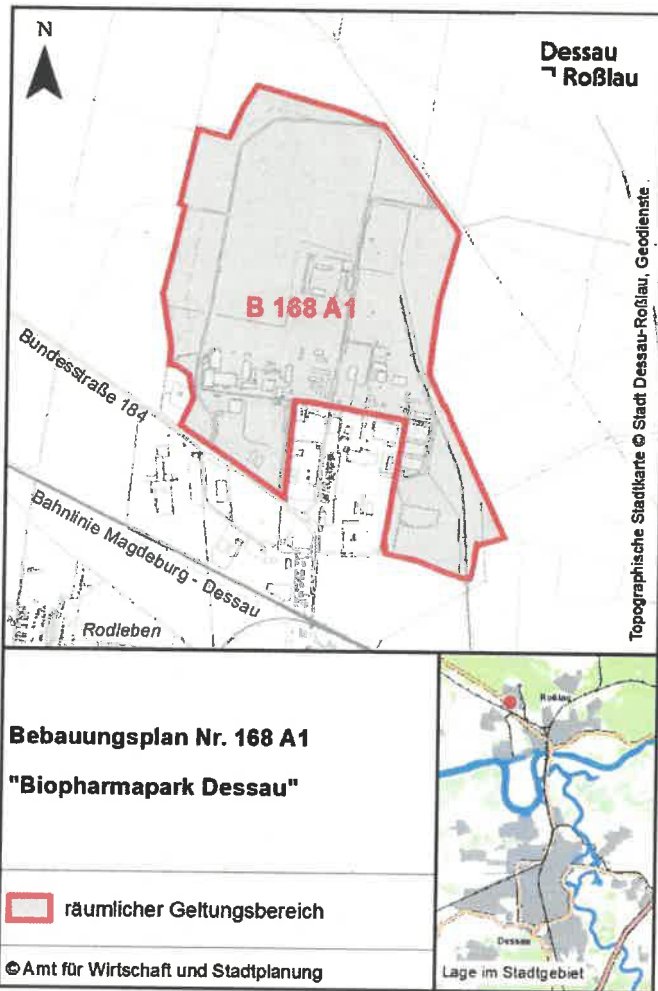 N
Dessau
Roßlau
B 168 A1
Bundesstraße 184
Bahnlinie Magdeburg - Dessau
Rodleben
Topographische Stadtkarte © Stadt Dessau-Roßlau, Geodienste
Bebauungsplan Nr. 168 A1
"Biopharmapark Dessau"
räumlicher Geltungsbereich
© Amt für Wirtschaft und Stadtplanung
Roßlau
Dessau
Lage im Stadtgebiet